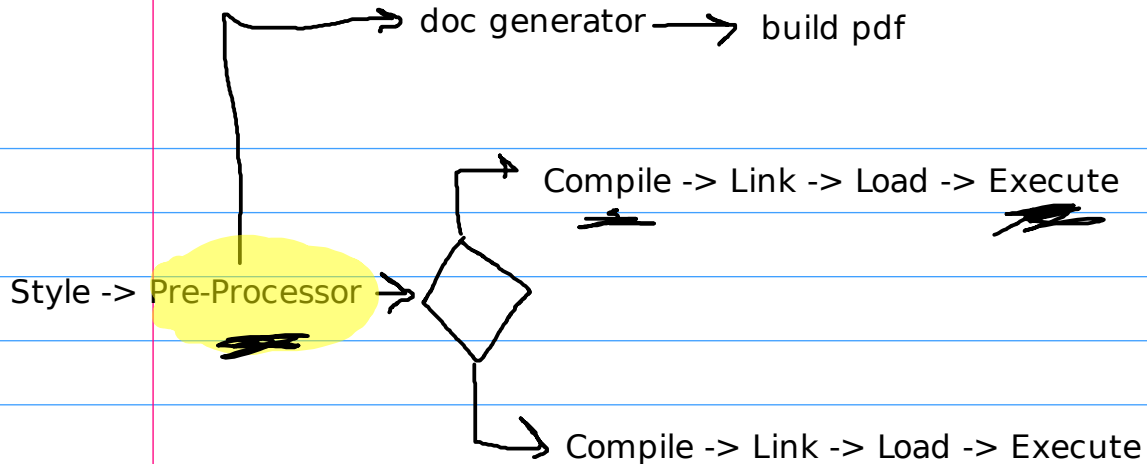 doc generator build pdf
Compile -> Link -> Load -> Execute
Style -> Pre-Processor
Compile -> Link -> Load -> Execute